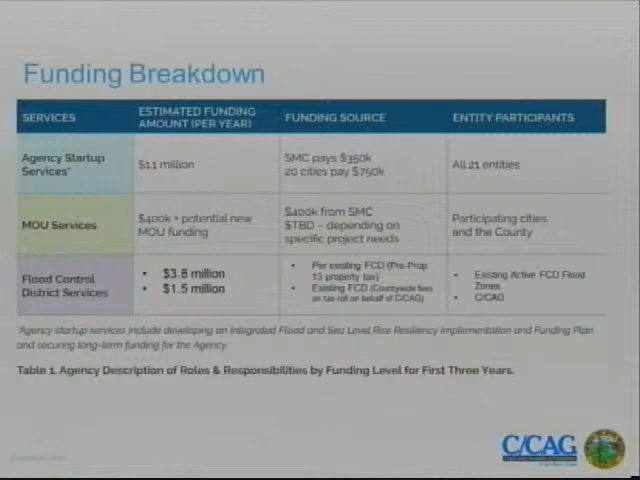 Funding Breakdown
SERVICES
ESTIMATED FUNDING
AMOUNT (PER YEAR)
FUNDING SOURCE
ENTITY PARTICIPANTS
Agency Startup
Services*
$1.1 million
SMC pays $350k
20 cities pay $750k
All 21 entities
MOU Services
$400k + potential new
MOU funding
$400k from SMC
$TBD – depending on
specific project needs
Participating cities
and the County
Flood Control
District Services
• $3.8 million
• $1.5 million
• Per existing FCD (Pre-Prop
13 property tax)
• Existing FCD (Countywide fees
on tax roll on behalf of C/CAG)
• Existing Active FCD Flood
Zones
• C/CAG
*Agency startup services include developing an Integrated Flood and Sea Level Rise Resiliency Implementation and Funding Plan
and securing long-term funding for the Agency.
Table 1. Agency Description of Roles & Responsibilities by Funding Level for First Three Years.
C/CAG